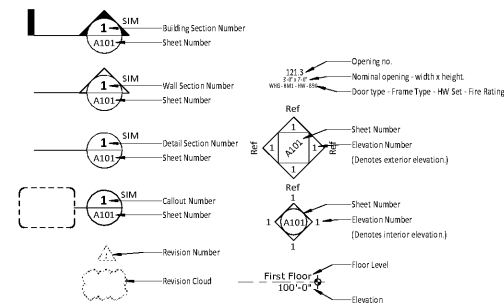 SIM
1
Building Section Number
A101
Sheet Number
SIM
1
Wall Section Number
A101
Sheet Number
SIM
1
Detail Section Number
A101
Sheet Number
SIM
1
Callout Number
A101
Sheet Number
1
Revision Number
Revision Cloud
Opening no.
121.3
Nominal opening - width x height.
3'-0" x 7'-0"
Door type - Frame Type - HW Set - Fire Rating
Ref
1
Sheet Number
Ref
1
A101
1
Ref
Elevation Number
1
(Denotes exterior elevation.)
Ref
1
Sheet Number
1
A101
1
Elevation Number
1
(Denotes interior elevation.)
Floor Level
First Floor
100'-0"
Elevation